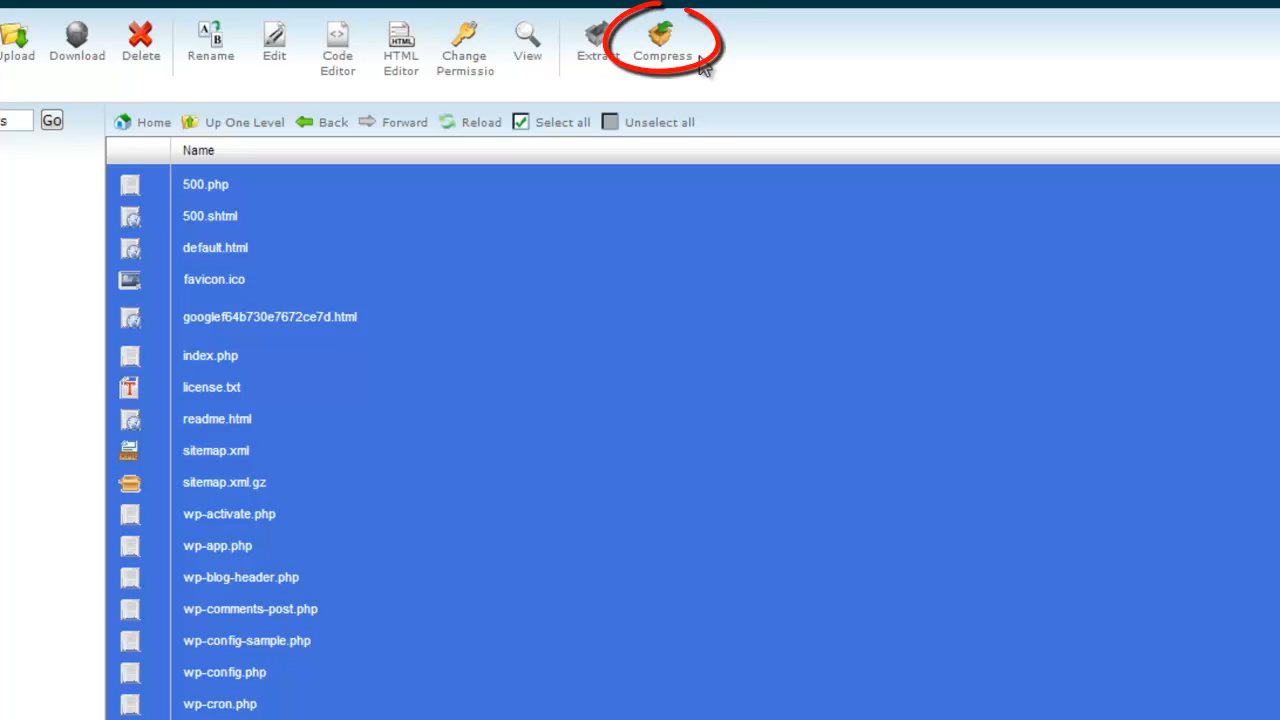 Upload Download Delete Rename Edit Code Editor HTML Editor Change Permissio View Extract Compress
s Go Home Up One Level Back Forward Reload Select all Unselect all
Name
500.php
500.shtml
default.html
favicon.ico
googlef64b730e7672ce7d.html
index.php
license.txt
readme.html
sitemap.xml
sitemap.xml.gz
wp-activate.php
wp-app.php
wp-blog-header.php
wp-comments-post.php
wp-config-sample.php
wp-config.php
wp-cron.php